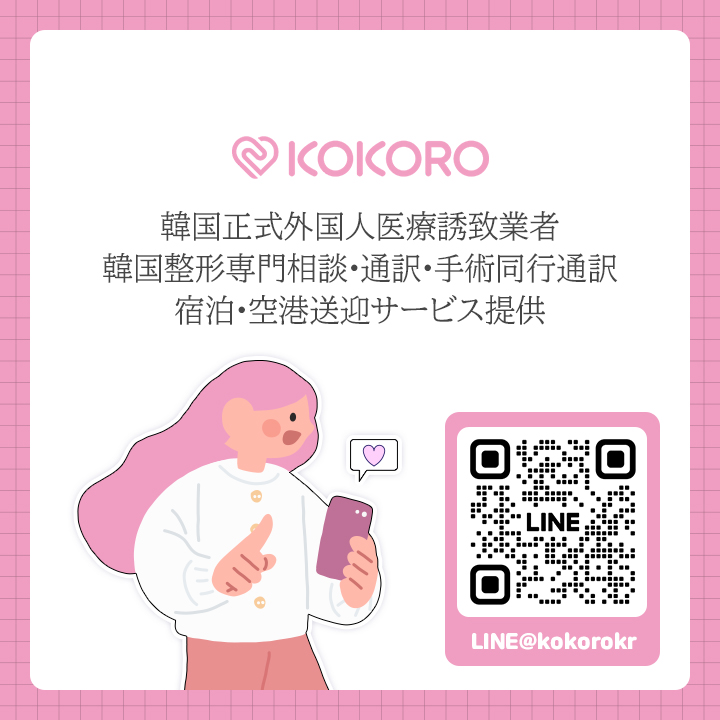 KOKORO
韓国正式外国人医療誘致業者
韓国整形専門相談・通訳・手術同行通訳
宿泊・空港送迎サービス提供
LINE
LINE@kokorokr